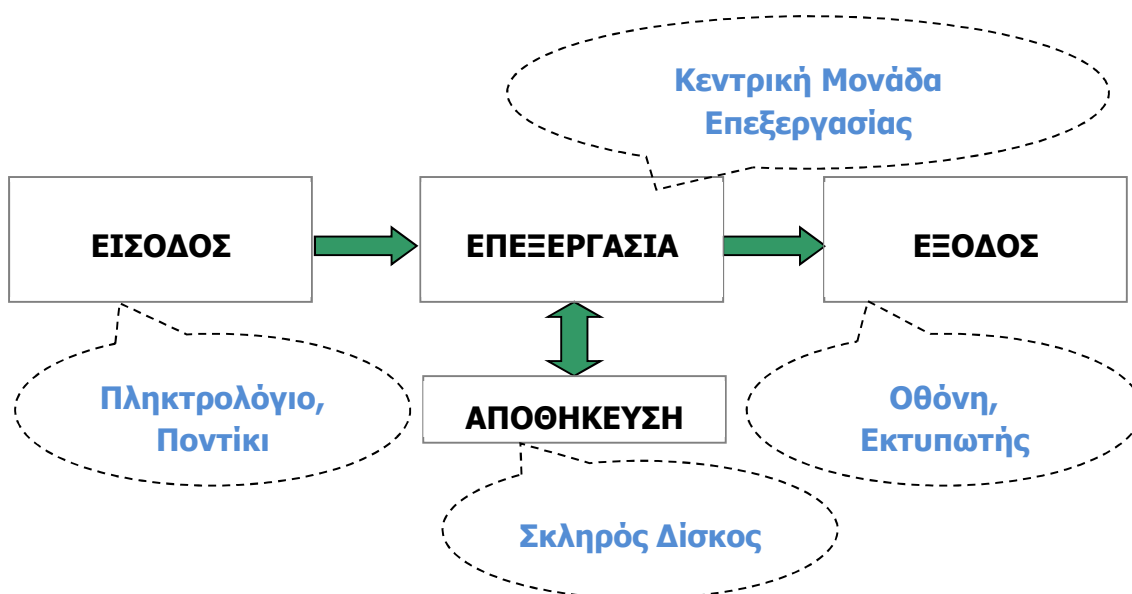 Κεντρική Μονάδα
Επεξεργασίας
ΕΙΣΟΔΟΣ
ΕΠΕΞΕΡΓΑΣΙΑ
ΕΞΟΔΟΣ
Πληκτρολόγιο,
Ποντίκι
ΑΠΟΘΗΚΕΥΣΗ
Οθόνη,
Εκτυπωτής
Σκληρός Δίσκος